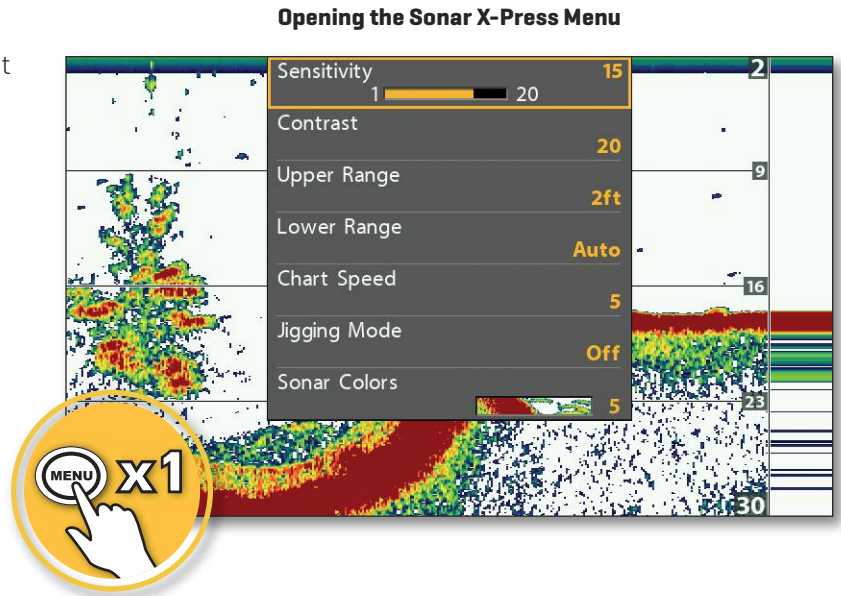 Opening the Sonar X-Press Menu
t
Sensitivity 15
1 20
Contrast
20
Upper Range
2ft
Lower Range
Auto
Chart Speed
5
Jigging Mode
Off
Sonar Colors
5
2
9
16
23
30
MENU x1